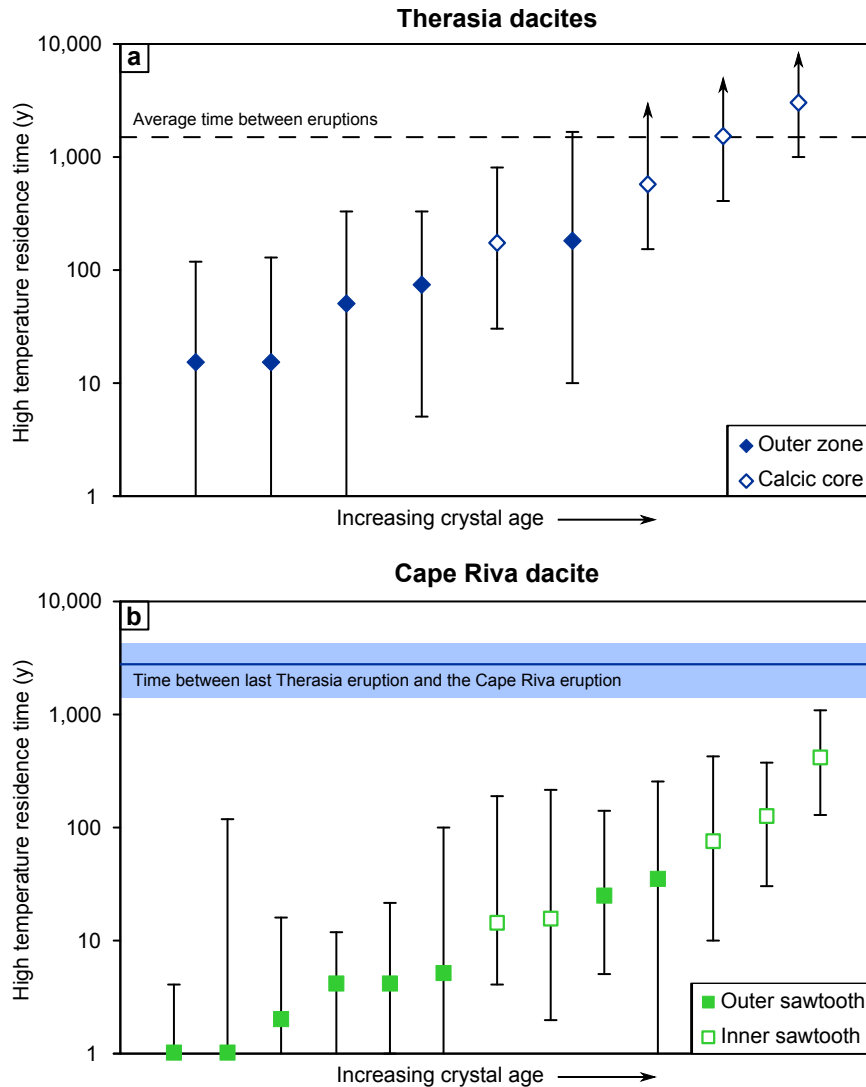 Therasia dacites
a
10,000
1,000
100
10
1
High temperature residence time (y)
Average time between eruptions
Outer zone
Calcic core
Increasing crystal age
Cape Riva dacite
b
10,000
1,000
100
10
1
High temperature residence time (y)
Time between last Therasia eruption and the Cape Riva eruption
Outer sawtooth
Inner sawtooth
Increasing crystal age